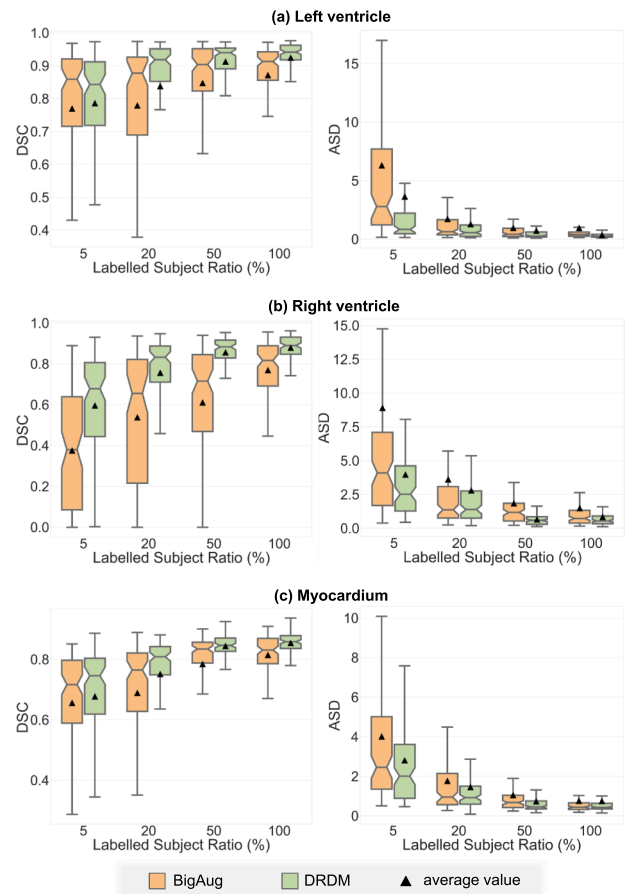 (a) Left ventricle
DSC
1.0
0.9
0.8
0.7
0.6
0.5
0.4
5 20 50 100
Labelled Subject Ratio (%)
ASD
15
10
5
0
5 20 50 100
Labelled Subject Ratio (%)
(b) Right ventricle
DSC
1.0
0.8
0.6
0.4
0.2
0.0
5 20 50 100
Labelled Subject Ratio (%)
ASD
15.0
12.5
10.0
7.5
5.0
2.5
0.0
5 20 50 100
Labelled Subject Ratio (%)
(c) Myocardium
DSC
0.8
0.6
0.4
5 20 50 100
Labelled Subject Ratio (%)
ASD
10
8
6
4
2
0
5 20 50 100
Labelled Subject Ratio (%)
BigAug DRDM average value